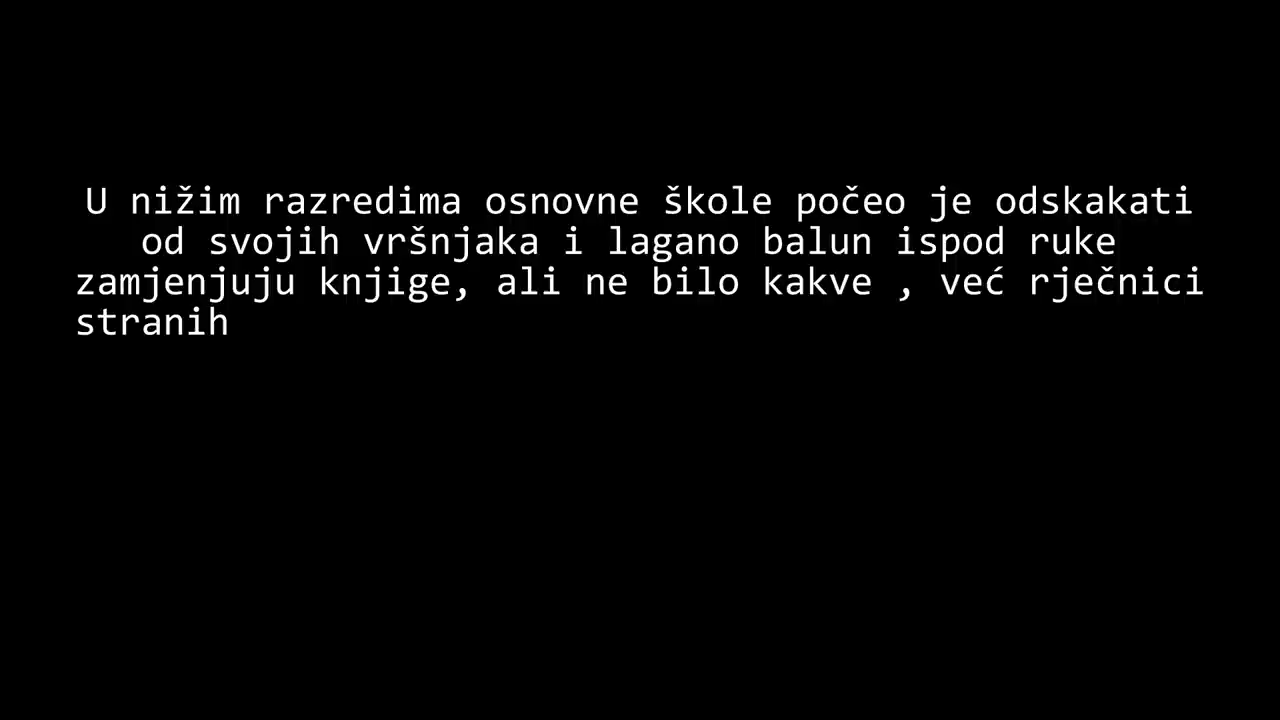 U nižim razredima osnovne škole počeo je odskakati
od svojih vršnjaka i lagano balun ispod ruke
zamjenjuju knjige, ali ne bilo kakve , već rječnici
stranih